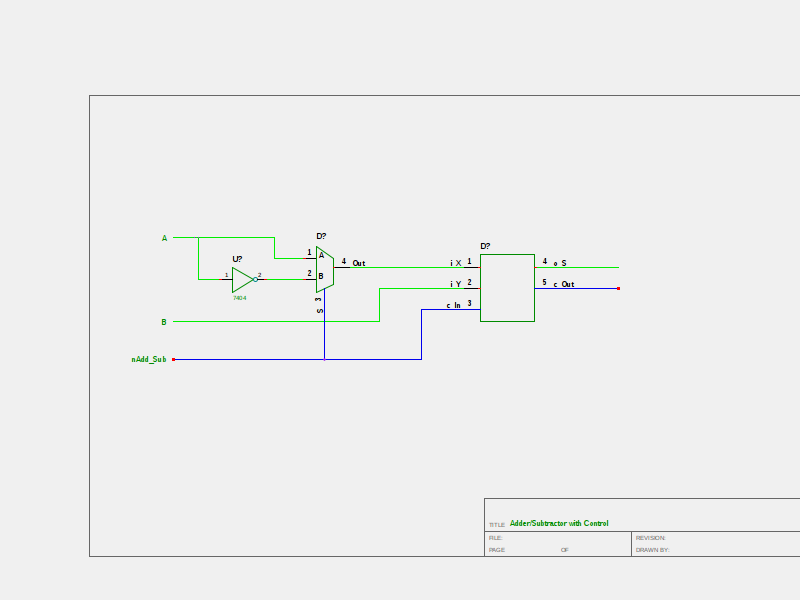 D?
A
1
A
D?
U?
4 Out
i X 1
4 o S
1
2
2
B
i Y 2
5 c Out
7404
3
S
c In 3
B
nAdd_Sub
TITLE Adder/Subtractor with Control
FILE:
REVISION:
PAGE OF
DRAWN BY: